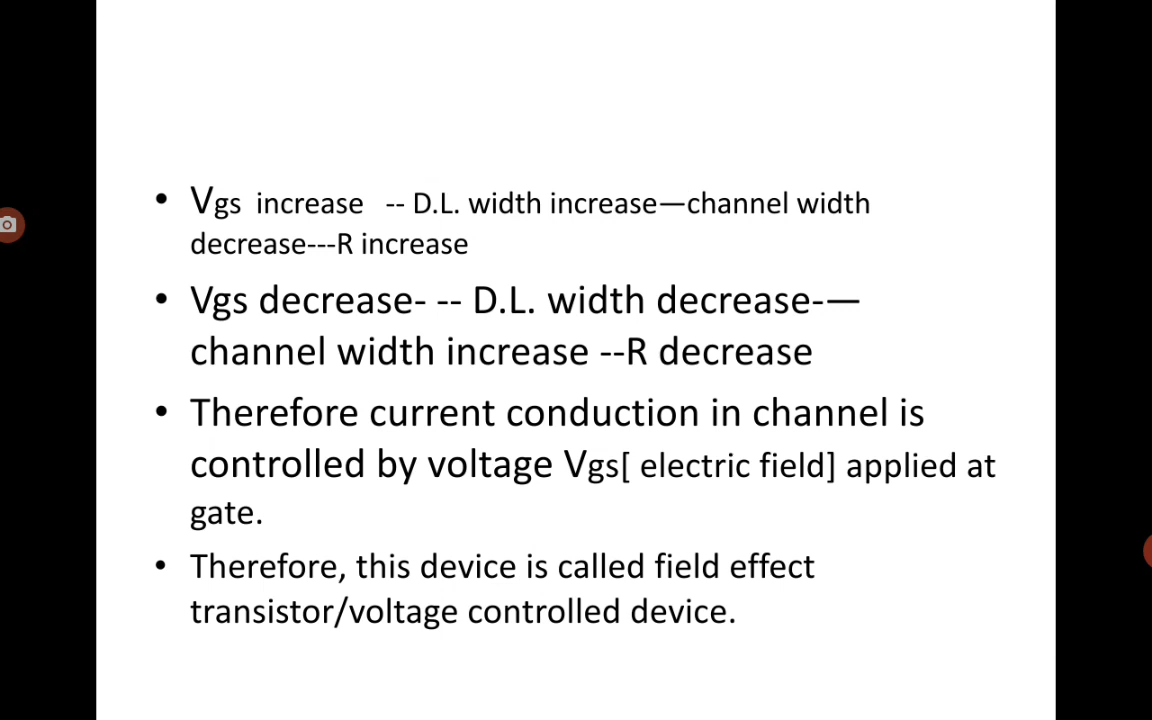 • Vgs increase -- D.L. width increase—channel width
decrease---R increase
• Vgs decrease- -- D.L. width decrease-—
channel width increase --R decrease
• Therefore current conduction in channel is
controlled by voltage Vgs[ electric field] applied at
gate.
• Therefore, this device is called field effect
transistor/voltage controlled device.